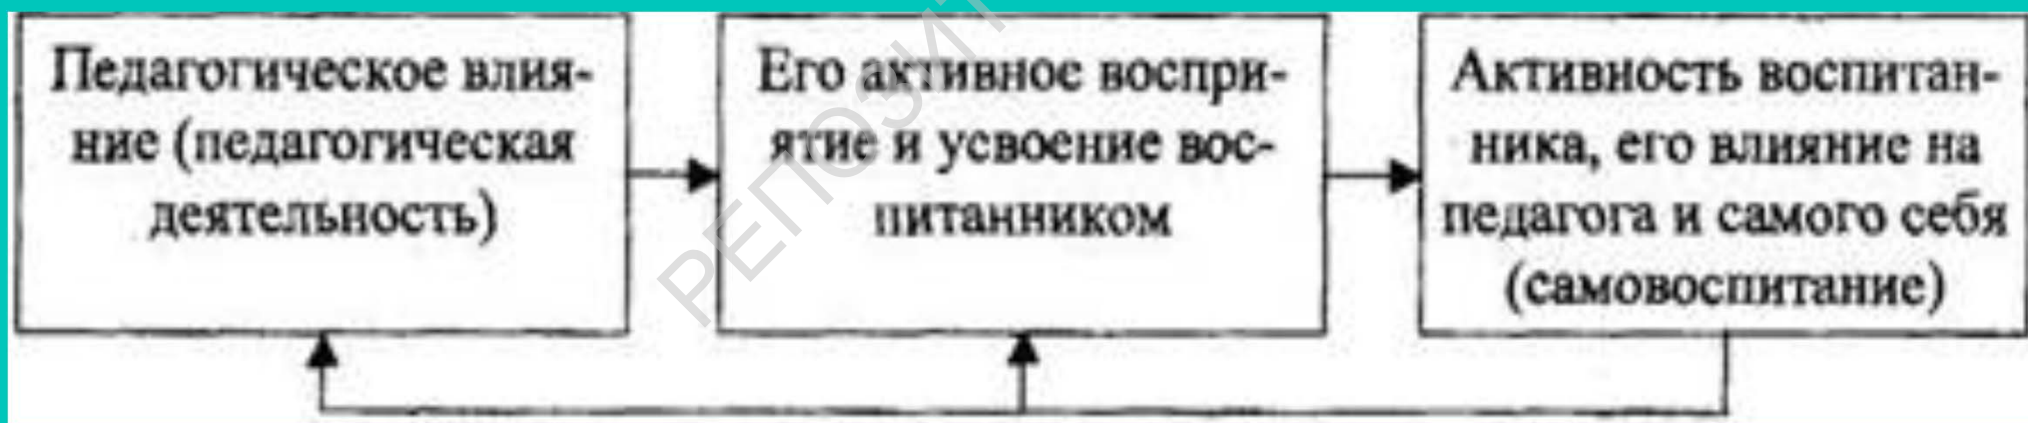 Педагогическое влия-
ние (педагогическая
деятельность)
Его активное воспри-
ятие и усвоение вос-
питанником
Активность воспитан-
ника, его влияние на
педагога и самого себя
(самовоспитание)
РЕПОЗИТ